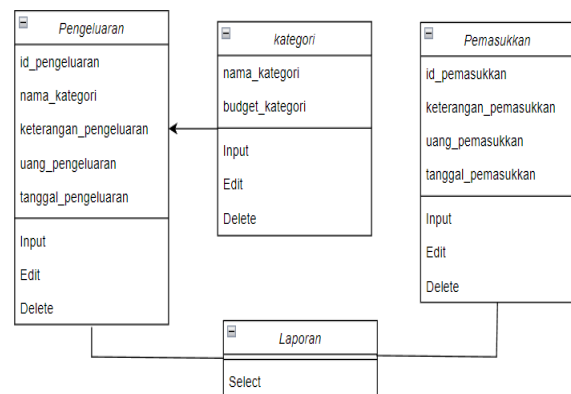 Pengeluaran
id_pengeluaran
nama_kategori
keterangan_pengeluaran
uang_pengeluaran
tanggal_pengeluaran
Input
Edit
Delete
kategori
nama_kategori
budget_kategori
Input
Edit
Delete
Pemasukkan
id_pemasukkan
keterangan_pemasukkan
uang_pemasukkan
tanggal_pemasukkan
Input
Edit
Delete
Laporan
Select